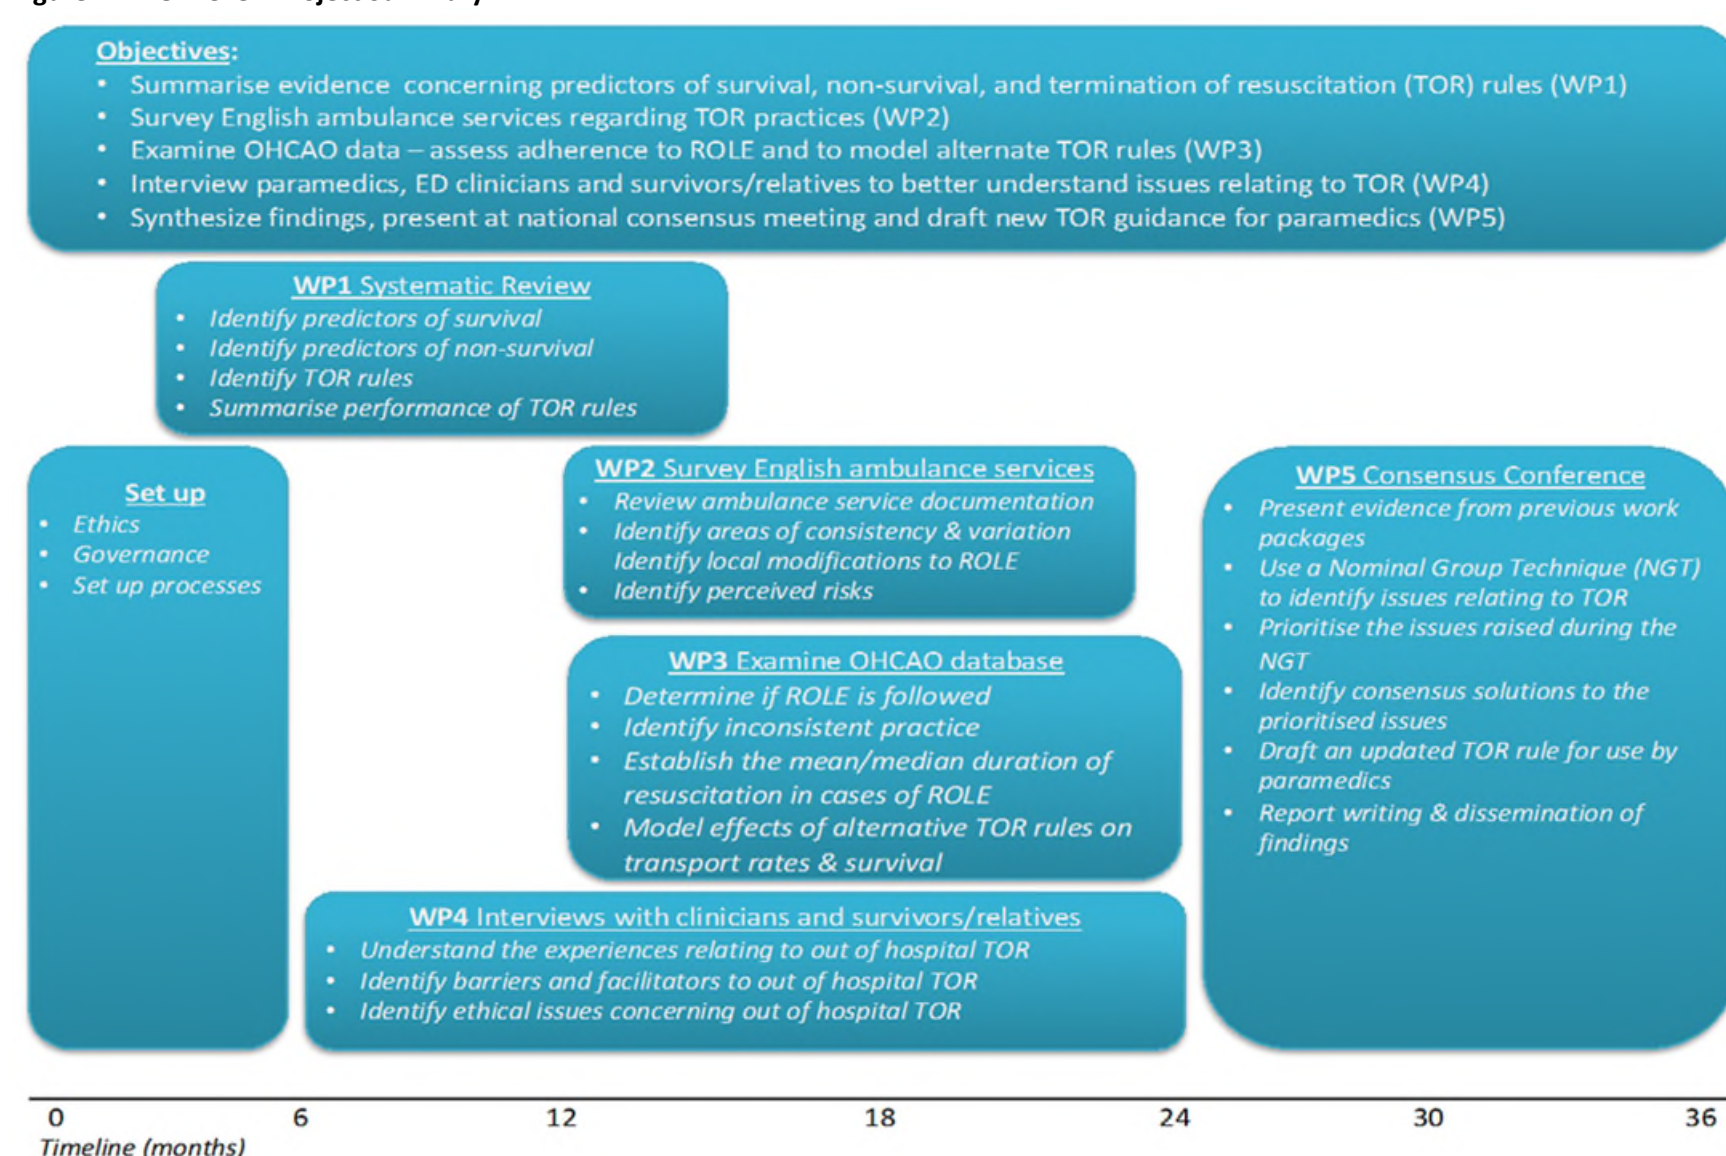 Objectives:
• Summarise evidence concerning predictors of survival, non-survival, and termination of resuscitation (TOR) rules (WP1)
• Survey English ambulance services regarding TOR practices (WP2)
• Examine OHCAO data – assess adherence to ROLE and to model alternate TOR rules (WP3)
• Interview paramedics, ED clinicians and survivors/relatives to better understand issues relating to TOR (WP4)
• Synthesize findings, present at national consensus meeting and draft new TOR guidance for paramedics (WP5)
WP1 Systematic Review
• Identify predictors of survival
• Identify predictors of non-survival
• Identify TOR rules
• Summarise performance of TOR rules
Set up
• Ethics
• Governance
• Set up processes
WP2 Survey English ambulance services
• Review ambulance service documentation
• Identify areas of consistency & variation
Identify local modifications to ROLE
• Identify perceived risks
WP3 Examine OHCAO database
• Determine if ROLE is followed
• Identify inconsistent practice
• Establish the mean/median duration of
resuscitation in cases of ROLE
• Model effects of alternative TOR rules on
transport rates & survival
WP4 Interviews with clinicians and survivors/relatives
• Understand the experiences relating to out of hospital TOR
• Identify barriers and facilitators to out of hospital TOR
• Identify ethical issues concerning out of hospital TOR
WP5 Consensus Conference
• Present evidence from previous work
packages
• Use a Nominal Group Technique (NGT)
to identify issues relating to TOR
• Prioritise the issues raised during the
NGT
• Identify consensus solutions to the
prioritised issues
• Draft an updated TOR rule for use by
paramedics
• Report writing & dissemination of
findings
0 6 12 18 24 30 36
Timeline (months)